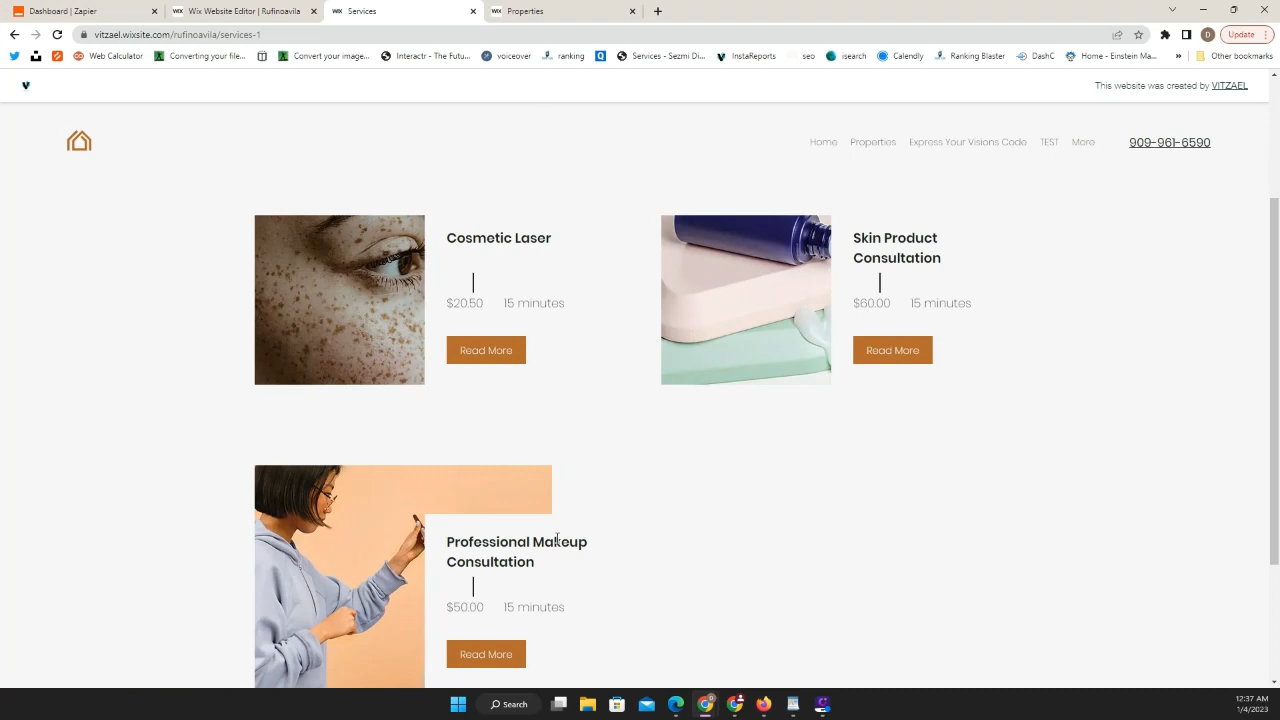 Dashboard | Zapier
Wix Website Editor | Rufinoavila
WIX Services
WIX Properties
vitzael.wixsite.com/rufinoavila/services-1
D Update
Web Calculator
Converting your file...
Convert your image...
Interactr - The Futu...
voiceover
ranking
Services - Sezmi Di...
InstaReports
seo
isearch
Calendly
Ranking Blaster
DashC
Home - Einstein Ma...
Other bookmarks
This website was created by VITZAEL
Home
Properties
Express Your Visions Code
TEST
More
909-961-6590
Cosmetic Laser
$20.50 15 minutes
Read More
Skin Product
Consultation
$60.00 15 minutes
Read More
Professional Makeup
Consultation
$50.00 15 minutes
Read More
Search
12:37 AM
1/4/2023